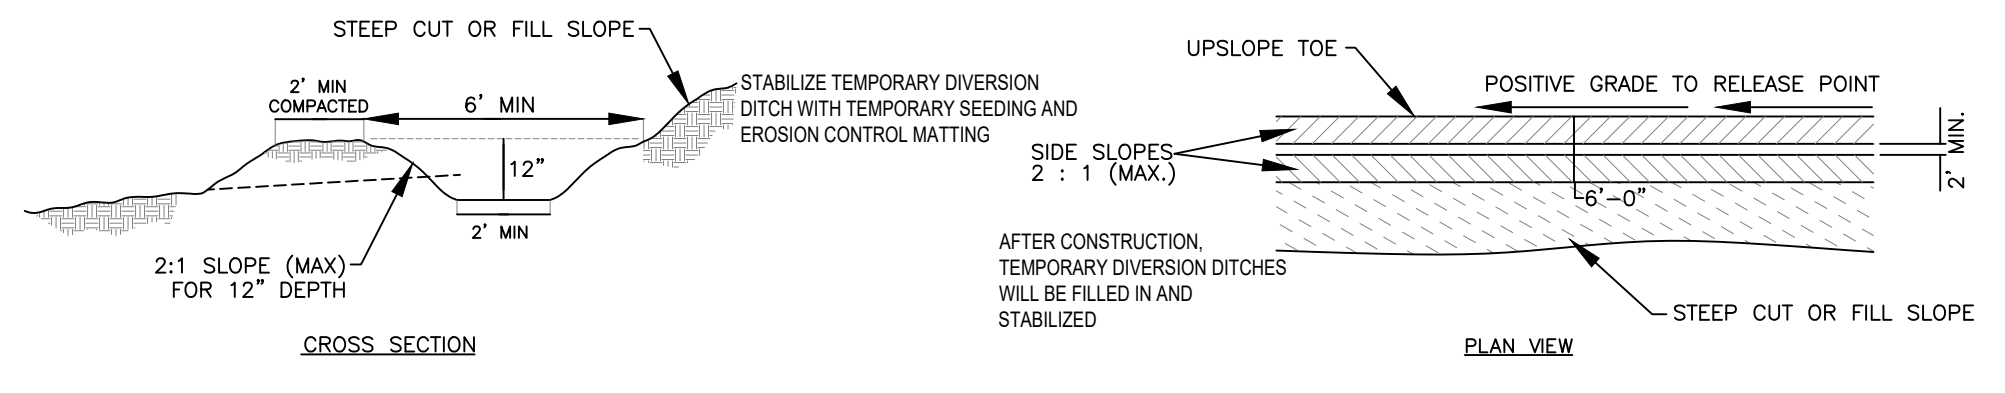 STEEP CUT OR FILL SLOPE
2' MIN
COMPACTED
6' MIN
STABILIZE TEMPORARY DIVERSION
DITCH WITH TEMPORARY SEEDING AND
EROSION CONTROL MATTING
12"
2' MIN
2:1 SLOPE (MAX)
FOR 12" DEPTH
CROSS SECTION
UPSLOPE TOE
POSITIVE GRADE TO RELEASE POINT
SIDE SLOPES
2 : 1 (MAX.)
2' MIN.
6'-0"
AFTER CONSTRUCTION,
TEMPORARY DIVERSION DITCHES
WILL BE FILLED IN AND
STABILIZED
STEEP CUT OR FILL SLOPE
PLAN VIEW